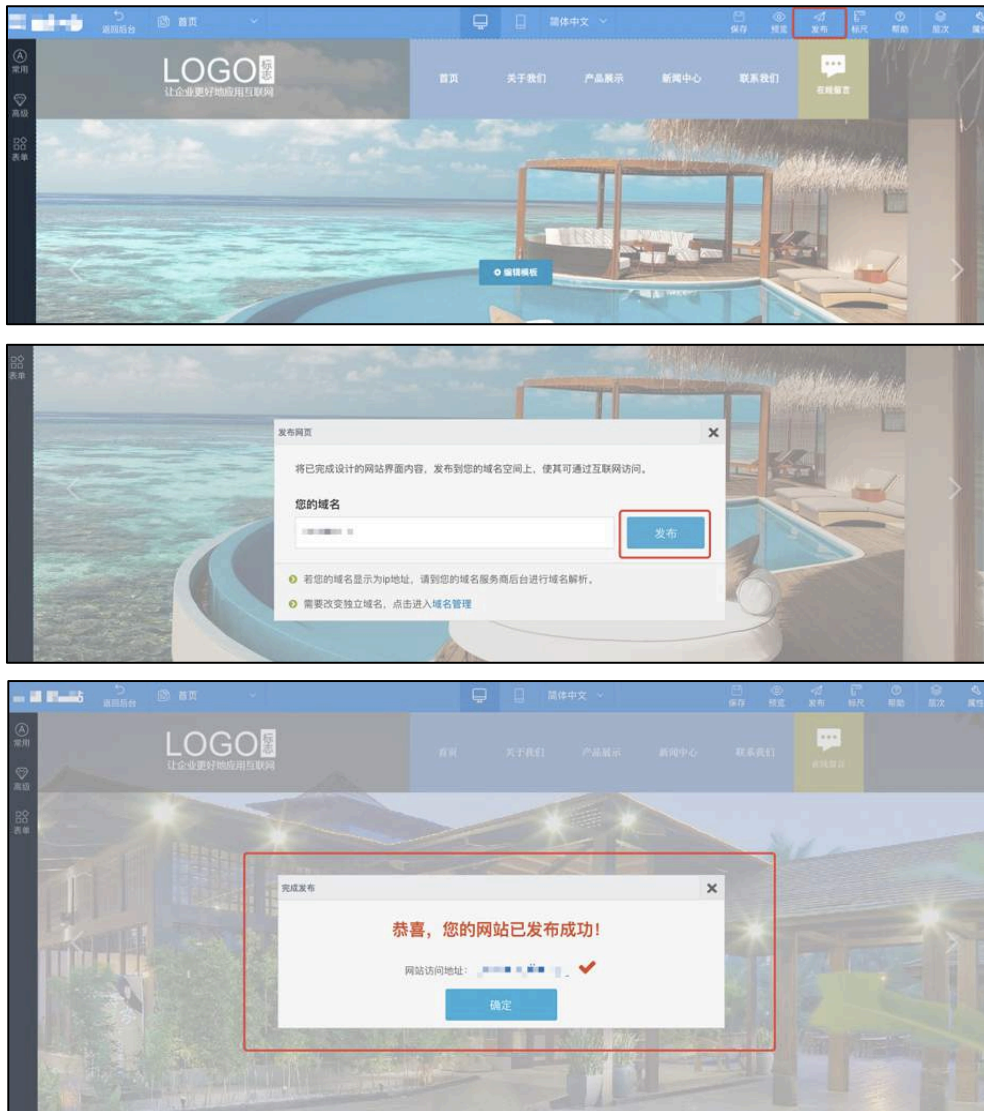 返回后台 首页 简体中文 保存 预览 发布 标尺 帮助 层次 属性
常用
高级
表单
LOGO 标志
让企业更好地应用互联网
首页 关于我们 产品展示 新闻中心 联系我们
在线留言
编辑模板
表单
发布网页
将已完成设计的网站界面内容，发布到您的域名空间上，使其可通过互联网访问。
您的域名
发布
若您的域名显示为ip地址，请到您的域名服务商后台进行域名解析。
需要改变独立域名，点击进入域名管理
返回后台 首页 简体中文 保存 预览 发布 标尺 帮助 层次 属性
常用
高级
表单
LOGO 标志
让企业更好地应用互联网
首页 关于我们 产品展示 新闻中心 联系我们
在线留言
完成发布
恭喜，您的网站已发布成功！
网站访问地址：
确定